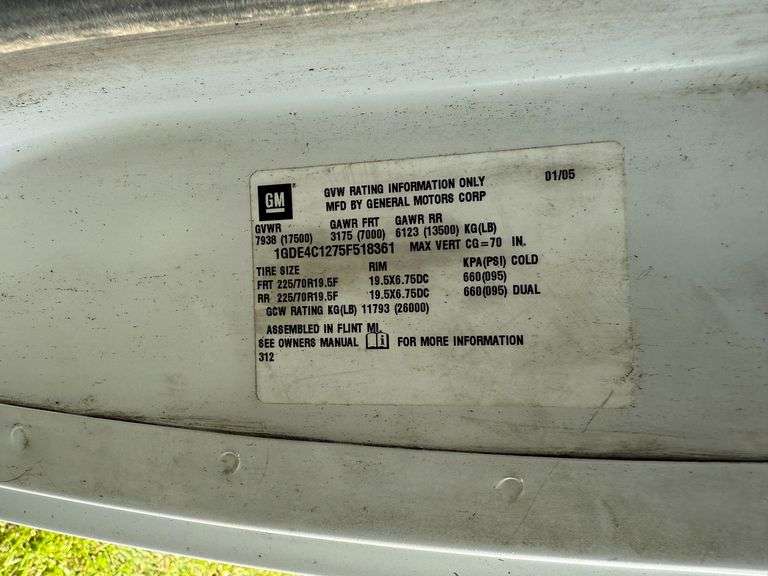 GM®
GVW RATING INFORMATION ONLY
01/05
MFD BY GENERAL MOTORS CORP
GVWR GAWR FRT GAWR RR
7938 (17500) 3175 (7000) 6123 (13500) KG(LB)
1GDE4C1275F518361 MAX VERT CG=70 IN.
TIRE SIZE RIM KPA(PSI) COLD
FRT 225/70R19.5F 19.5X6.75DC 660(095)
RR 225/70R19.5F 19.5X6.75DC 660(095) DUAL
GCW RATING KG(LB) 11793 (26000)
ASSEMBLED IN FLINT MI.
SEE OWNERS MANUAL i FOR MORE INFORMATION
312